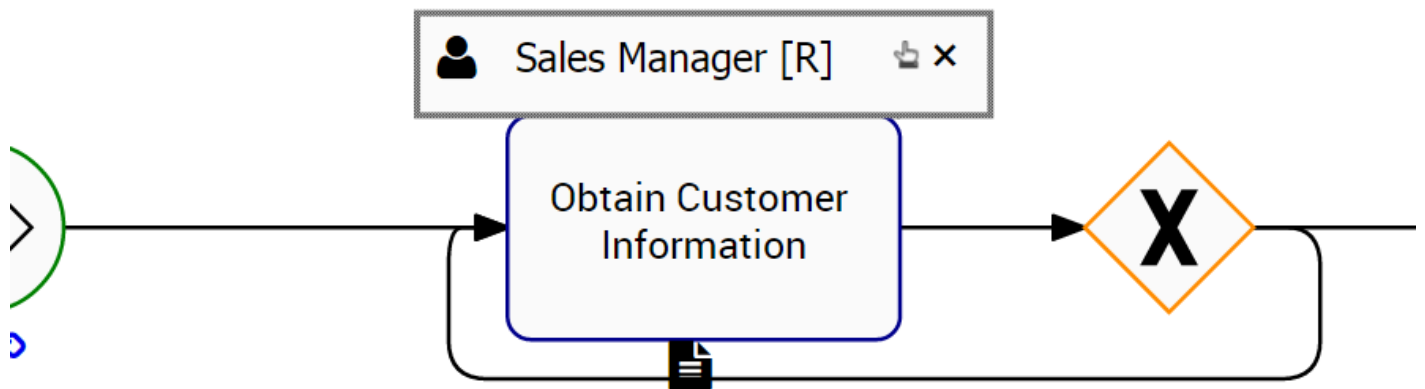 Sales Manager [R]
Obtain Customer
Information
X